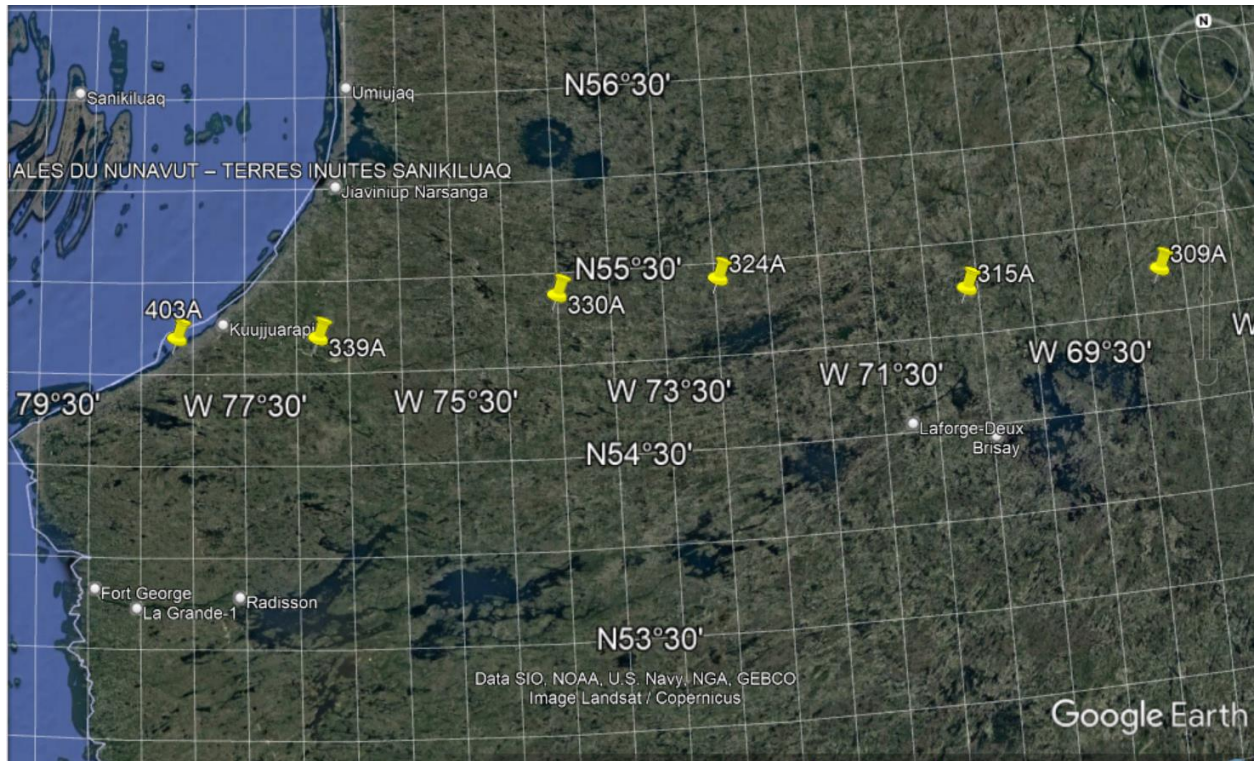 N
N56°30'
Sanikiluaq
Umiujaq
IALES DU NUNAVUT – TERRES INUITES SANIKILUAQ
Jiaviniup Narsanga
N55°30'
324A
309A
315A
330A
403A
Kuujjuarapi
339A
W
W 69°30'
W 71°30'
W 73°30'
W 75°30'
W 77°30'
79°30'
Laforge-Deux
Brisay
N54°30'
Fort George
La Grande-1
Radisson
N53°30'
Data SIO, NOAA, U.S. Navy, NGA, GEBCO
Image Landsat / Copernicus
Google Earth